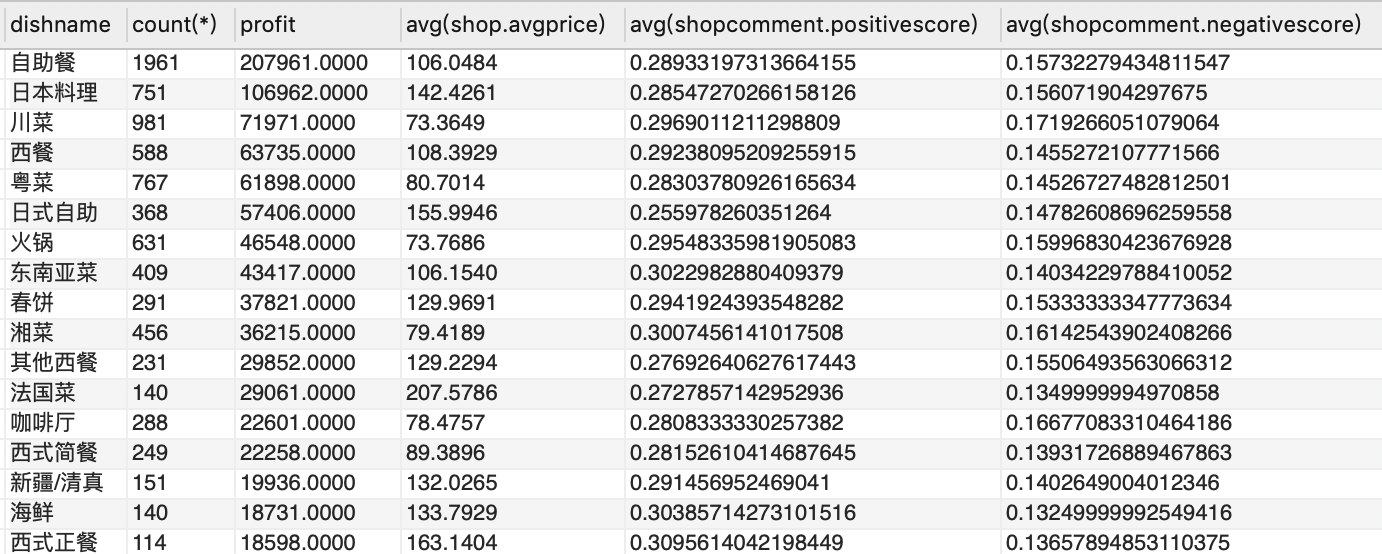 dishname count(*) profit avg(shop.avgprice) avg(shopcomment.positivescore) avg(shopcomment.negativescore)
自助餐 1961 207961.0000 106.0484 0.28933197313664155 0.15732279434811547
日本料理 751 106962.0000 142.4261 0.28547270266158126 0.156071904297675
川菜 981 71971.0000 73.3649 0.2969011211298809 0.1719266051079064
西餐 588 63735.0000 108.3929 0.29238095209255915 0.1455272107771566
粤菜 767 61898.0000 80.7014 0.28303780926165634 0.14526727482812501
日式自助 368 57406.0000 155.9946 0.255978260351264 0.14782608696259558
火锅 631 46548.0000 73.7686 0.29548335981905083 0.15996830423676928
东南亚菜 409 43417.0000 106.1540 0.3022982880409379 0.14034229788410052
春饼 291 37821.0000 129.9691 0.2941924393548282 0.15333333347773634
湘菜 456 36215.0000 79.4189 0.3007456141017508 0.16142543902408266
其他西餐 231 29852.0000 129.2294 0.27692640627617443 0.15506493563066312
法国菜 140 29061.0000 207.5786 0.2727857142952936 0.1349999994970858
咖啡厅 288 22601.0000 78.4757 0.2808333330257382 0.16677083310464186
西式简餐 249 22258.0000 89.3896 0.28152610414687645 0.13931726889467863
新疆/清真 151 19936.0000 132.0265 0.291456952469041 0.1402649004012346
海鲜 140 18731.0000 133.7929 0.30385714273101516 0.13249999992549416
西式正餐 114 18598.0000 163.1404 0.3095614042198449 0.13657894853110375